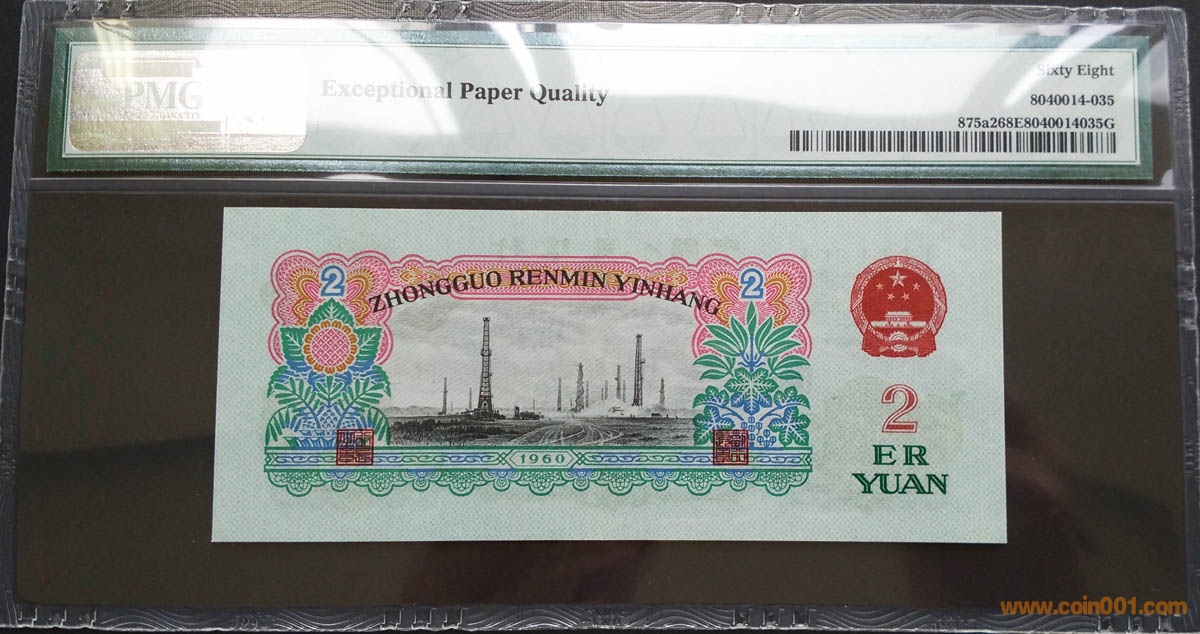 PMG
Exceptional Paper Quality
Sixty Eight
8040014-035
875a268E8040014035G
2
2
ZHONGGUO RENMIN YINHANG
1960
2
ER
YUAN
www.coin001.com